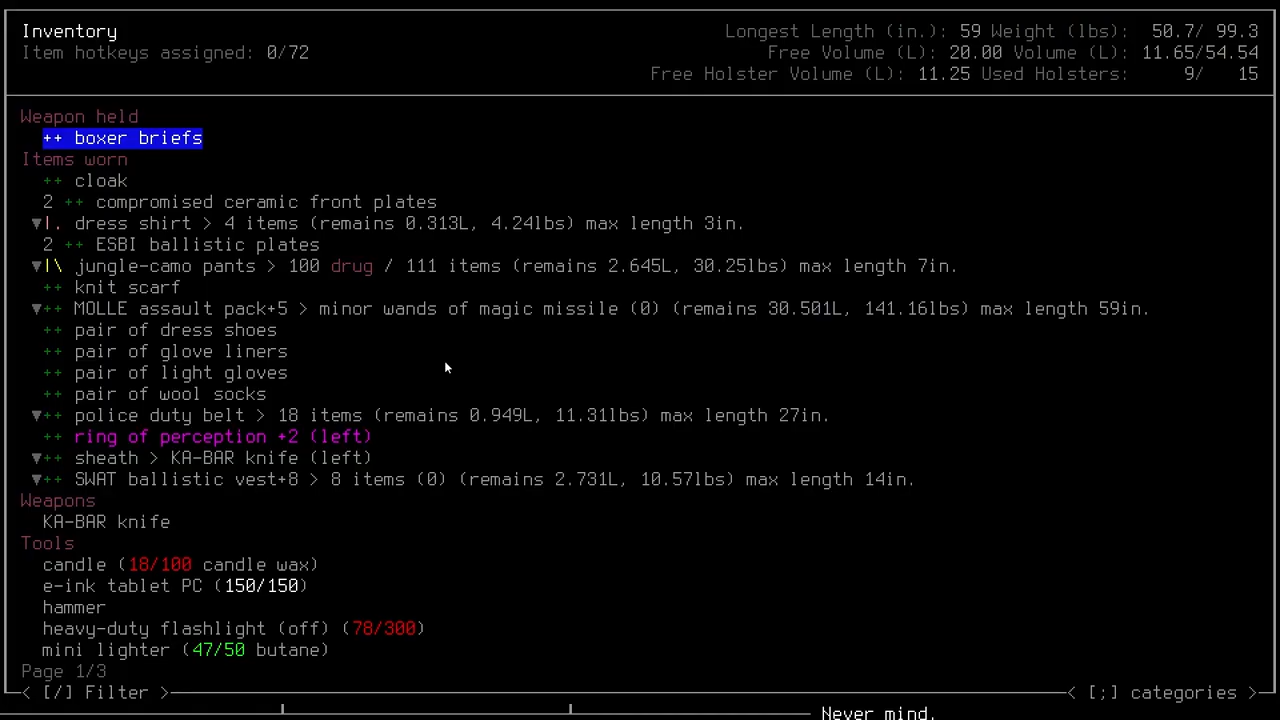 Inventory
Longest Length (in.): 59 Weight (lbs): 50.7/ 99.3
Item hotkeys assigned: 0/72
Free Volume (L): 20.00 Volume (L): 11.65/54.54
Free Holster Volume (L): 11.25 Used Holsters: 9/ 15
Weapon held
++ boxer briefs
Items worn
++ cloak
2 ++ compromised ceramic front plates
▼|. dress shirt > 4 items (remains 0.313L, 4.24lbs) max length 3in.
2 ++ ESBI ballistic plates
▼|\ jungle-camo pants > 100 drug / 111 items (remains 2.645L, 30.25lbs) max length 7in.
++ knit scarf
▼++ MOLLE assault pack+5 > minor wands of magic missile (0) (remains 30.501L, 141.16lbs) max length 59in.
++ pair of dress shoes
++ pair of glove liners
++ pair of light gloves
++ pair of wool socks
▼++ police duty belt > 18 items (remains 0.949L, 11.31lbs) max length 27in.
++ ring of perception +2 (left)
▼++ sheath > KA-BAR knife (left)
▼++ SWAT ballistic vest+8 > 8 items (0) (remains 2.731L, 10.57lbs) max length 14in.
Weapons
KA-BAR knife
Tools
candle (18/100 candle wax)
e-ink tablet PC (150/150)
hammer
heavy-duty flashlight (off) (78/300)
mini lighter (47/50 butane)
Page 1/3
< [/] Filter >
< [;] categories >
Never mind.